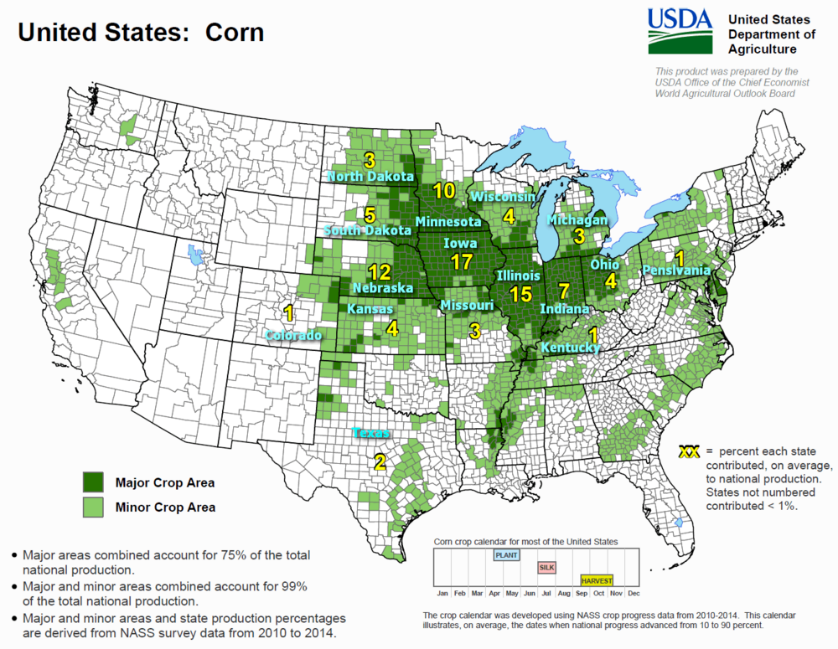 United States: Corn
USDA
United States
Department of
Agriculture
This product was prepared by the
USDA Office of the Chief Economist
World Agricultural Outlook Board
3
North Dakota
10
Minnesota
Wisconsin
4
Michagan
3
5
South Dakota
Iowa
17
12
Nebraska
Illinois
15
7
Indiana
Ohio
4
1
Penslvania
1
Colorado
Kansas
4
Missouri
3
1
Kentucky
Texas
2
XX = percent each state
contributed, on average,
to national production.
States not numbered
contributed < 1%.
Major Crop Area
Minor Crop Area
• Major areas combined account for 75% of the total
national production.
• Major and minor areas combined account for 99%
of the total national production.
• Major and minor areas and state production percentages
are derived from NASS survey data from 2010 to 2014.
Corn crop calendar for most of the United States
PLANT
SILK
HARVEST
Jan Feb Mar Apr May Jun Jul Aug Sep Oct Nov Dec
The crop calendar was developed using NASS crop progress data from 2010-2014. This calendar
illustrates, on average, the dates when national progress advanced from 10 to 90 percent.